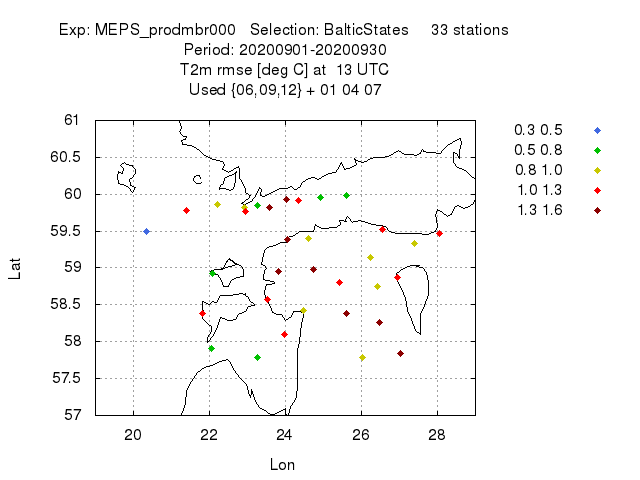 Exp: MEPS_prodmbr000 Selection: BalticStates 33 stations
Period: 20200901-20200930
T2m rmse [deg C] at 13 UTC
Used {06,09,12} + 01 04 07
61
60.5
60
59.5
59
58.5
58
57.5
57
20 22 24 26 28
Lat
Lon
0.3 0.5
0.5 0.8
0.8 1.0
1.0 1.3
1.3 1.6